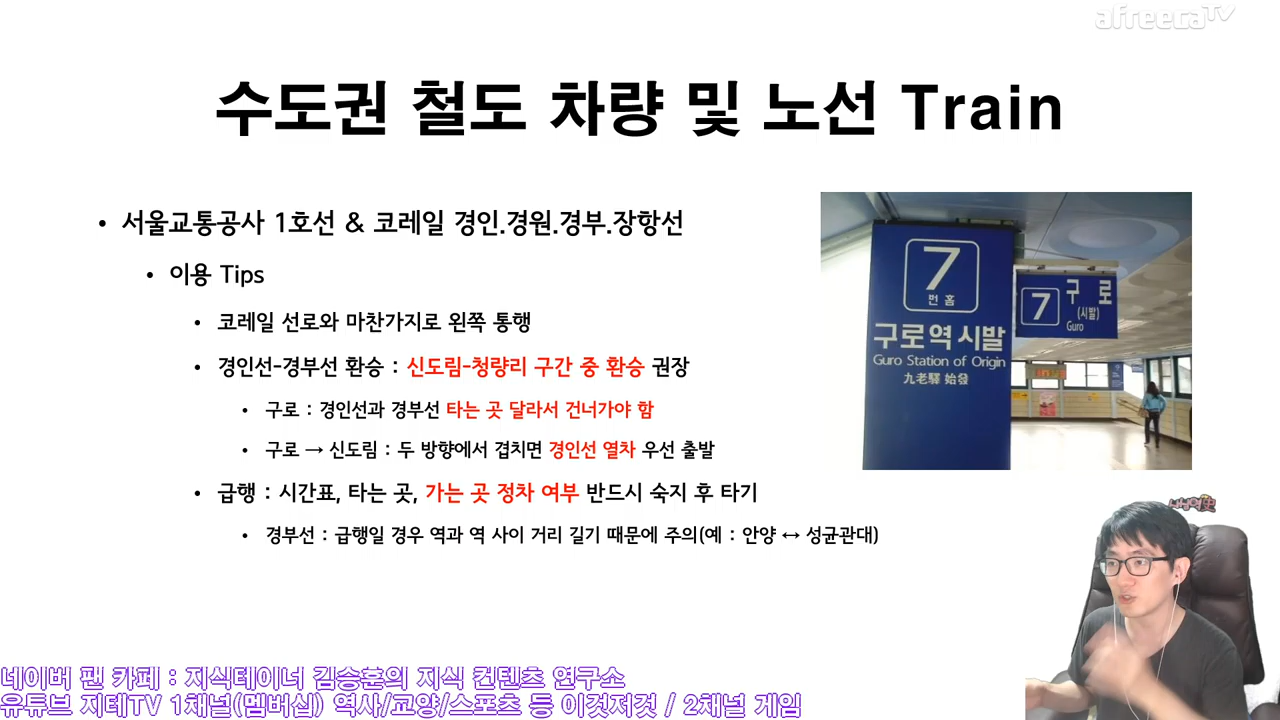 afreecaTV
수도권 철도 차량 및 노선 Train
• 서울교통공사 1호선 & 코레일 경인.경원.경부.장항선
• 이용 Tips
• 코레일 선로와 마찬가지로 왼쪽 통행
• 경인선-경부선 환승 : 신도림-청량리 구간 중 환승 권장
• 구로 : 경인선과 경부선 타는 곳 달라서 건너가야 함
• 구로 → 신도림 : 두 방향에서 겹치면 경인선 열차 우선 출발
• 급행 : 시간표, 타는 곳, 가는 곳 정차 여부 반드시 숙지 후 타기
• 경부선 : 급행일 경우 역과 역 사이 거리 길기 때문에 주의(예 : 안양 ↔ 성균관대)
7
번 홈
구로역 시발
Guro Station of Origin
九老驛 始發
7 구로
(시발)
Guro
네이버 팬 카페 : 지식테이너 김승훈의 지식 컨텐츠 연구소
유튜브 지테TV 1채널(멤버십) 역사/교양/스포츠 등 이것저것 / 2채널 게임